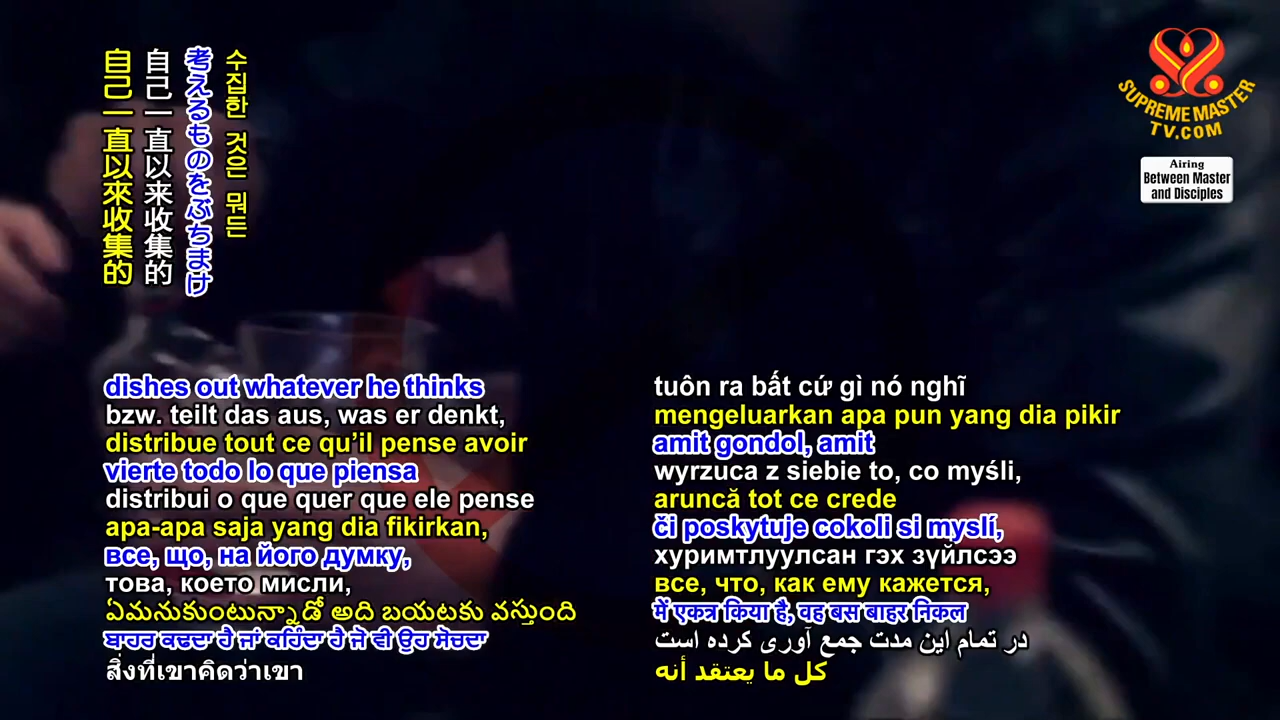 自己一直以來收集的
自己一直以来收集的
考えるものをぶちまけ
수집한 것은 뭐든
SUPREME MASTER
TV.COM
Airing
Between Master
and Disciples
dishes out whatever he thinks
bzw. teilt das aus, was er denkt,
distribue tout ce qu’il pense avoir
vierte todo lo que piensa
distribui o que quer que ele pense
apa-apa saja yang dia fikirkan,
все, що, на його думку,
това, което мисли,
ఏమనుకుంటున్నాడో అది బయటకు వస్తుంది
ਬਾਹਰ ਕਢਦਾ ਹੈ ਜਾਂ ਕਹਿੰਦਾ ਹੈ ਜੋ ਵੀ ਉਹ ਸੋਚਦਾ
สิ่งที่เขาคิดว่าเขา
tuôn ra bất cứ gì nó nghĩ
mengeluarkan apa pun yang dia pikir
amit gondol, amit
wyrzuca z siebie to, co myśli,
aruncă tot ce crede
či poskytuje cokoli si myslí,
хуримтлуулсан гэх зүйлсээ
все, что, как ему кажется,
में एकत्र किया है, वह बस बाहर निकल
در تمام این مدت جمع آوری کرده است
كل ما يعتقد أنه